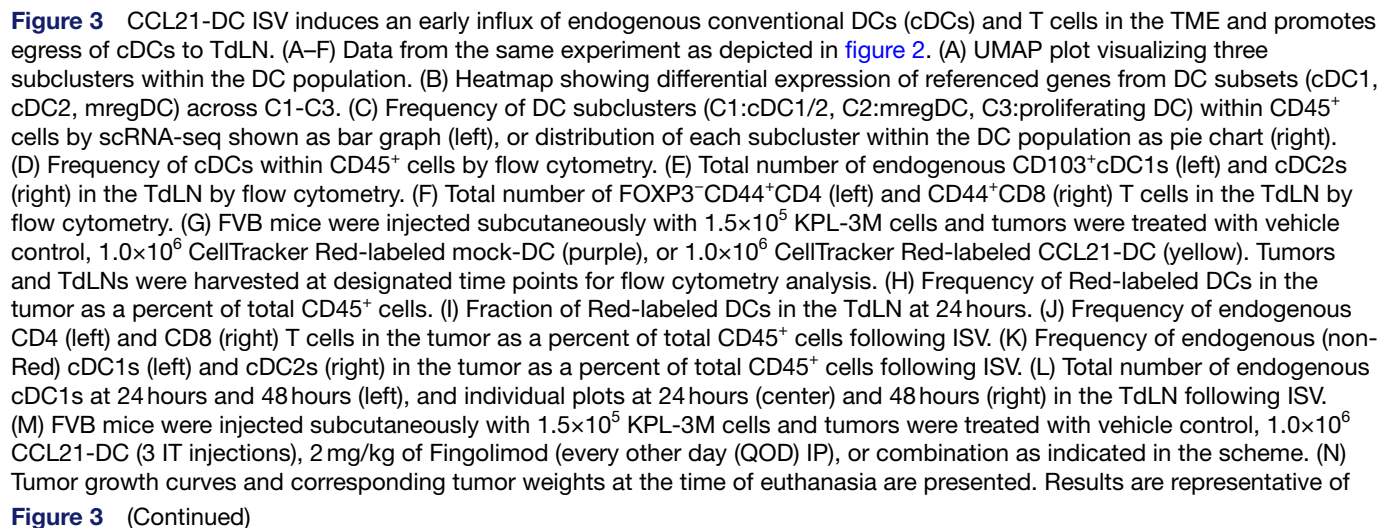 Figure 3 CCL21-DC ISV induces an early influx of endogenous conventional DCs (cDCs) and T cells in the TME and promotes
egress of cDCs to TdLN. (A–F) Data from the same experiment as depicted in figure 2. (A) UMAP plot visualizing three
subclusters within the DC population. (B) Heatmap showing differential expression of referenced genes from DC subsets (cDC1,
cDC2, mregDC) across C1-C3. (C) Frequency of DC subclusters (C1:cDC1/2, C2:mregDC, C3:proliferating DC) within CD45⁺
cells by scRNA-seq shown as bar graph (left), or distribution of each subcluster within the DC population as pie chart (right).
(D) Frequency of cDCs within CD45⁺ cells by flow cytometry. (E) Total number of endogenous CD103⁺cDC1s (left) and cDC2s
(right) in the TdLN by flow cytometry. (F) Total number of FOXP3⁻CD44⁺CD4 (left) and CD44⁺CD8 (right) T cells in the TdLN by
flow cytometry. (G) FVB mice were injected subcutaneously with 1.5×10⁵ KPL-3M cells and tumors were treated with vehicle
control, 1.0×10⁶ CellTracker Red-labeled mock-DC (purple), or 1.0×10⁶ CellTracker Red-labeled CCL21-DC (yellow). Tumors
and TdLNs were harvested at designated time points for flow cytometry analysis. (H) Frequency of Red-labeled DCs in the
tumor as a percent of total CD45⁺ cells. (I) Fraction of Red-labeled DCs in the TdLN at 24 hours. (J) Frequency of endogenous
CD4 (left) and CD8 (right) T cells in the tumor as a percent of total CD45⁺ cells following ISV. (K) Frequency of endogenous (non-
Red) cDC1s (left) and cDC2s (right) in the tumor as a percent of total CD45⁺ cells following ISV. (L) Total number of endogenous
cDC1s at 24 hours and 48 hours (left), and individual plots at 24 hours (center) and 48 hours (right) in the TdLN following ISV.
(M) FVB mice were injected subcutaneously with 1.5×10⁵ KPL-3M cells and tumors were treated with vehicle control, 1.0×10⁶
CCL21-DC (3 IT injections), 2 mg/kg of Fingolimod (every other day (QOD) IP), or combination as indicated in the scheme. (N)
Tumor growth curves and corresponding tumor weights at the time of euthanasia are presented. Results are representative of
Figure 3 (Continued)